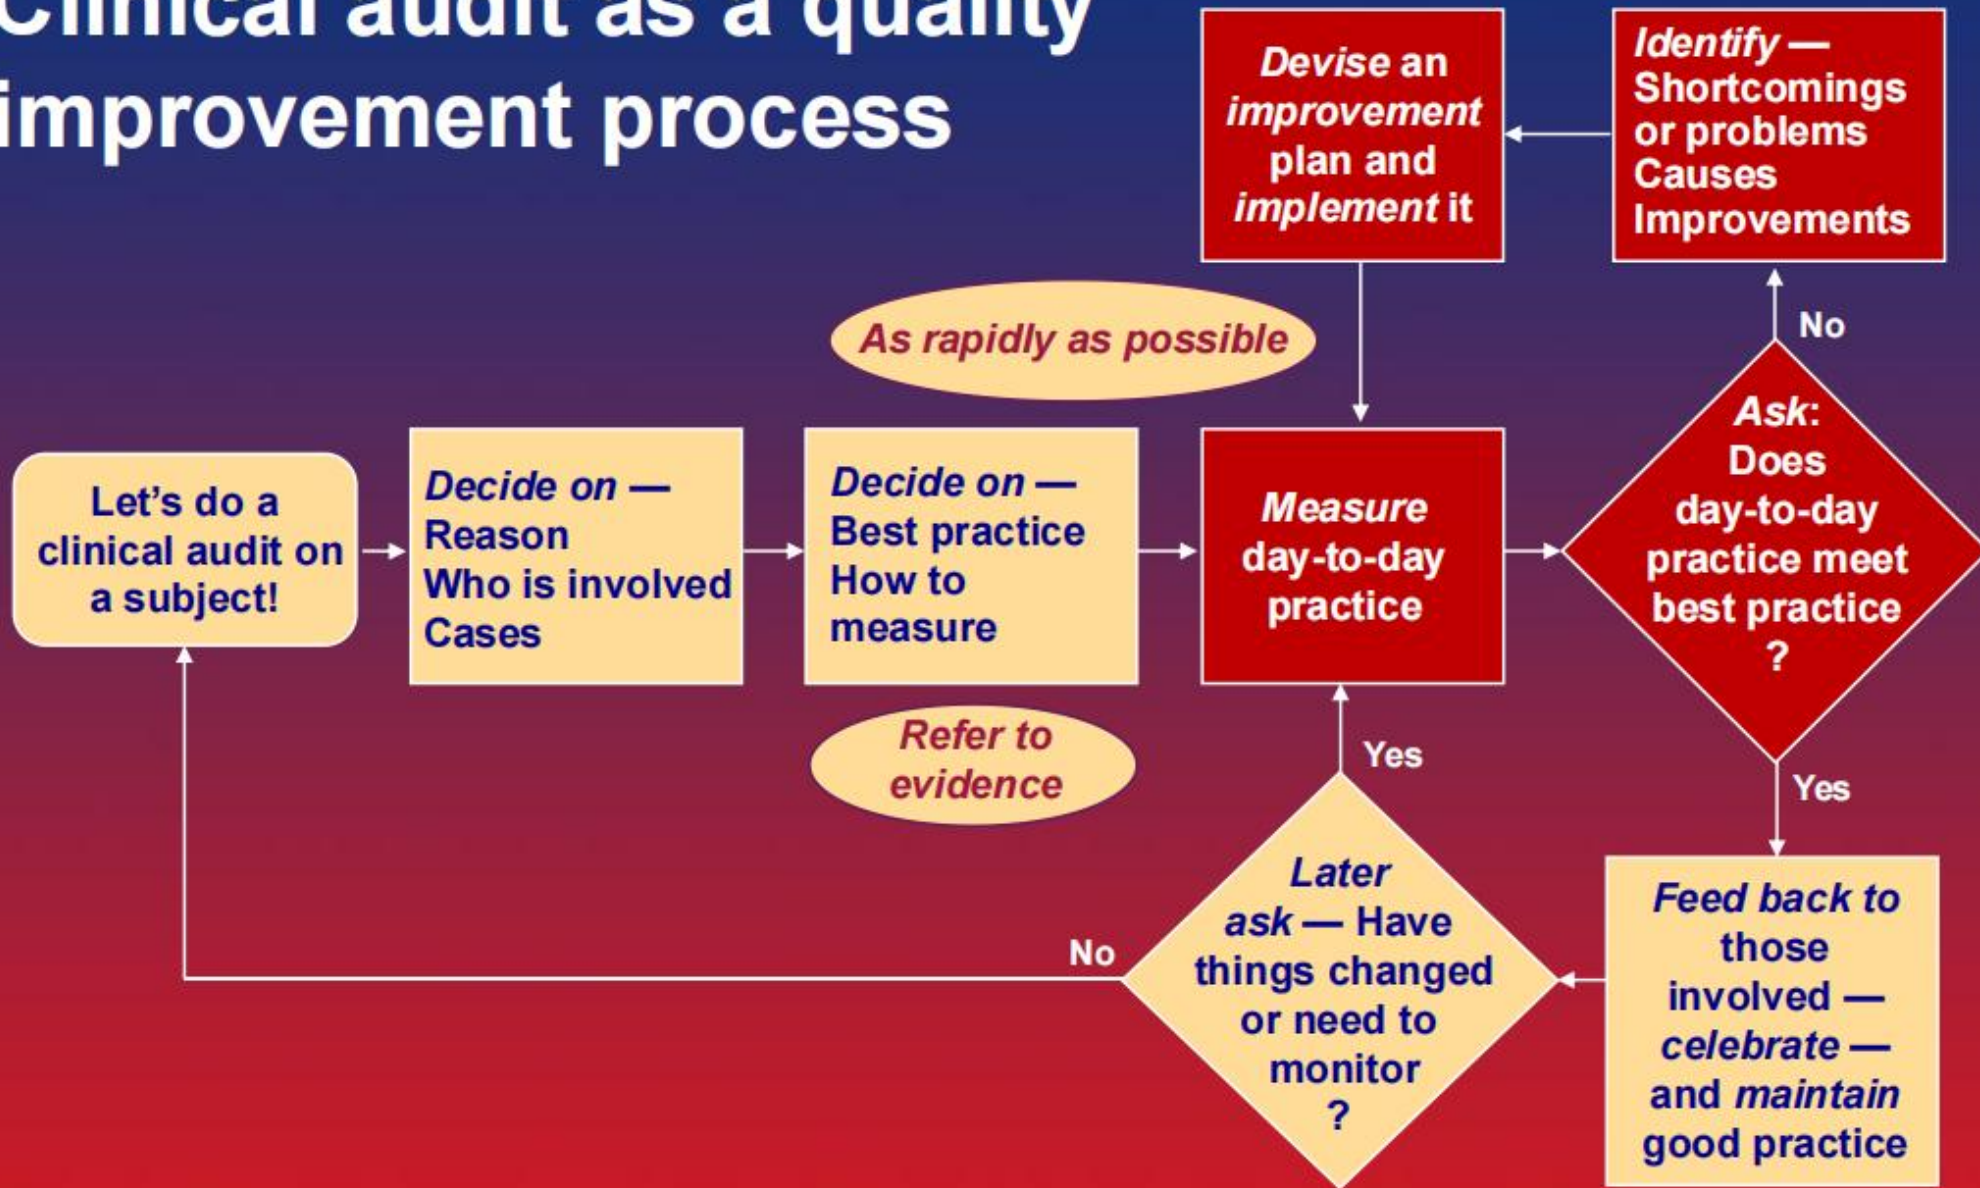 Clinical audit as a quality
improvement process
Devise an
improvement
plan and
implement it
Identify —
Shortcomings
or problems
Causes
Improvements
As rapidly as possible
No
Let’s do a
clinical audit on
a subject!
Decide on —
Reason
Who is involved
Cases
Decide on —
Best practice
How to
measure
Measure
day-to-day
practice
Ask:
Does
day-to-day
practice meet
best practice
?
Refer to
evidence
Yes
Yes
Later
ask — Have
things changed
or need to
monitor
?
No
Feed back to
those
involved —
celebrate —
and maintain
good practice